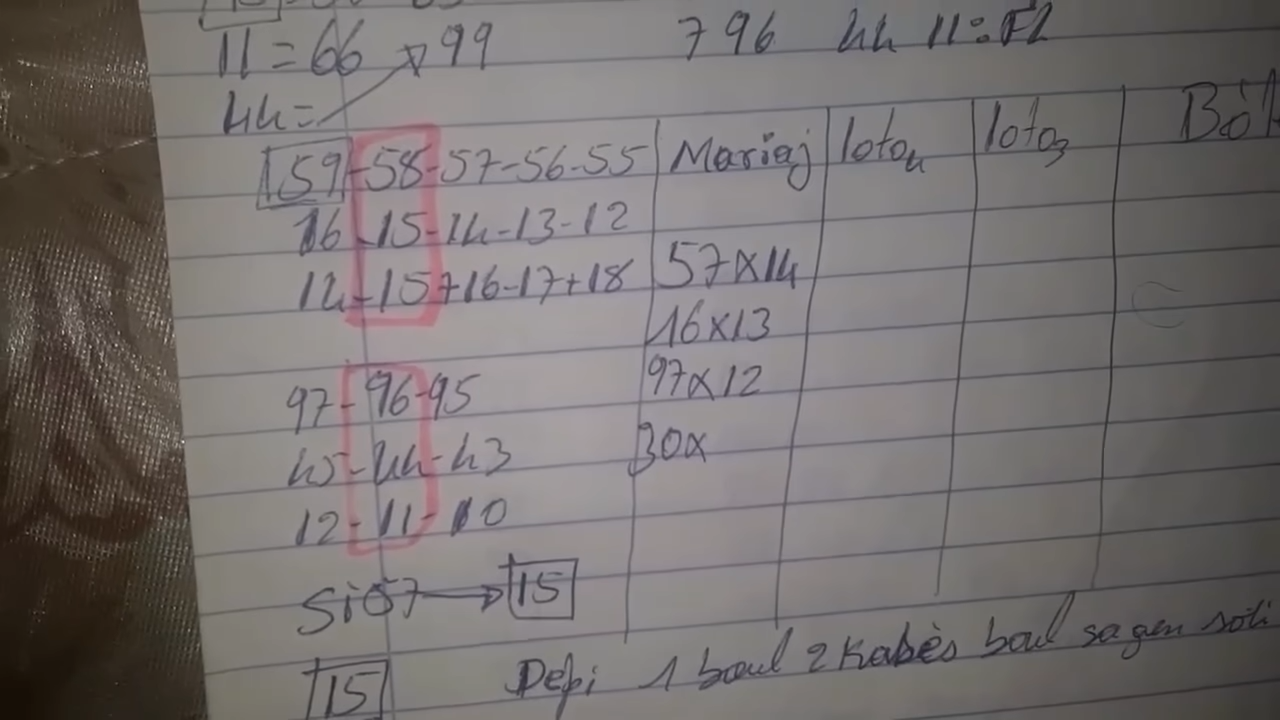 11 = 66 → 99 796 44 11 = 
44 =
59 - 58 - 57 - 56 - 55 Mariaj loto4 loto3
16 - 15 - 14 - 13 - 12
14 - 15 + 16 - 17 + 18 57x14
16x13
97 - 96 - 95 97x12
45 - 44 - 43 30x
12 - 11 - 10
Si 07 → 15
15 Depi 1 boul 2 Kabès boul sa gen